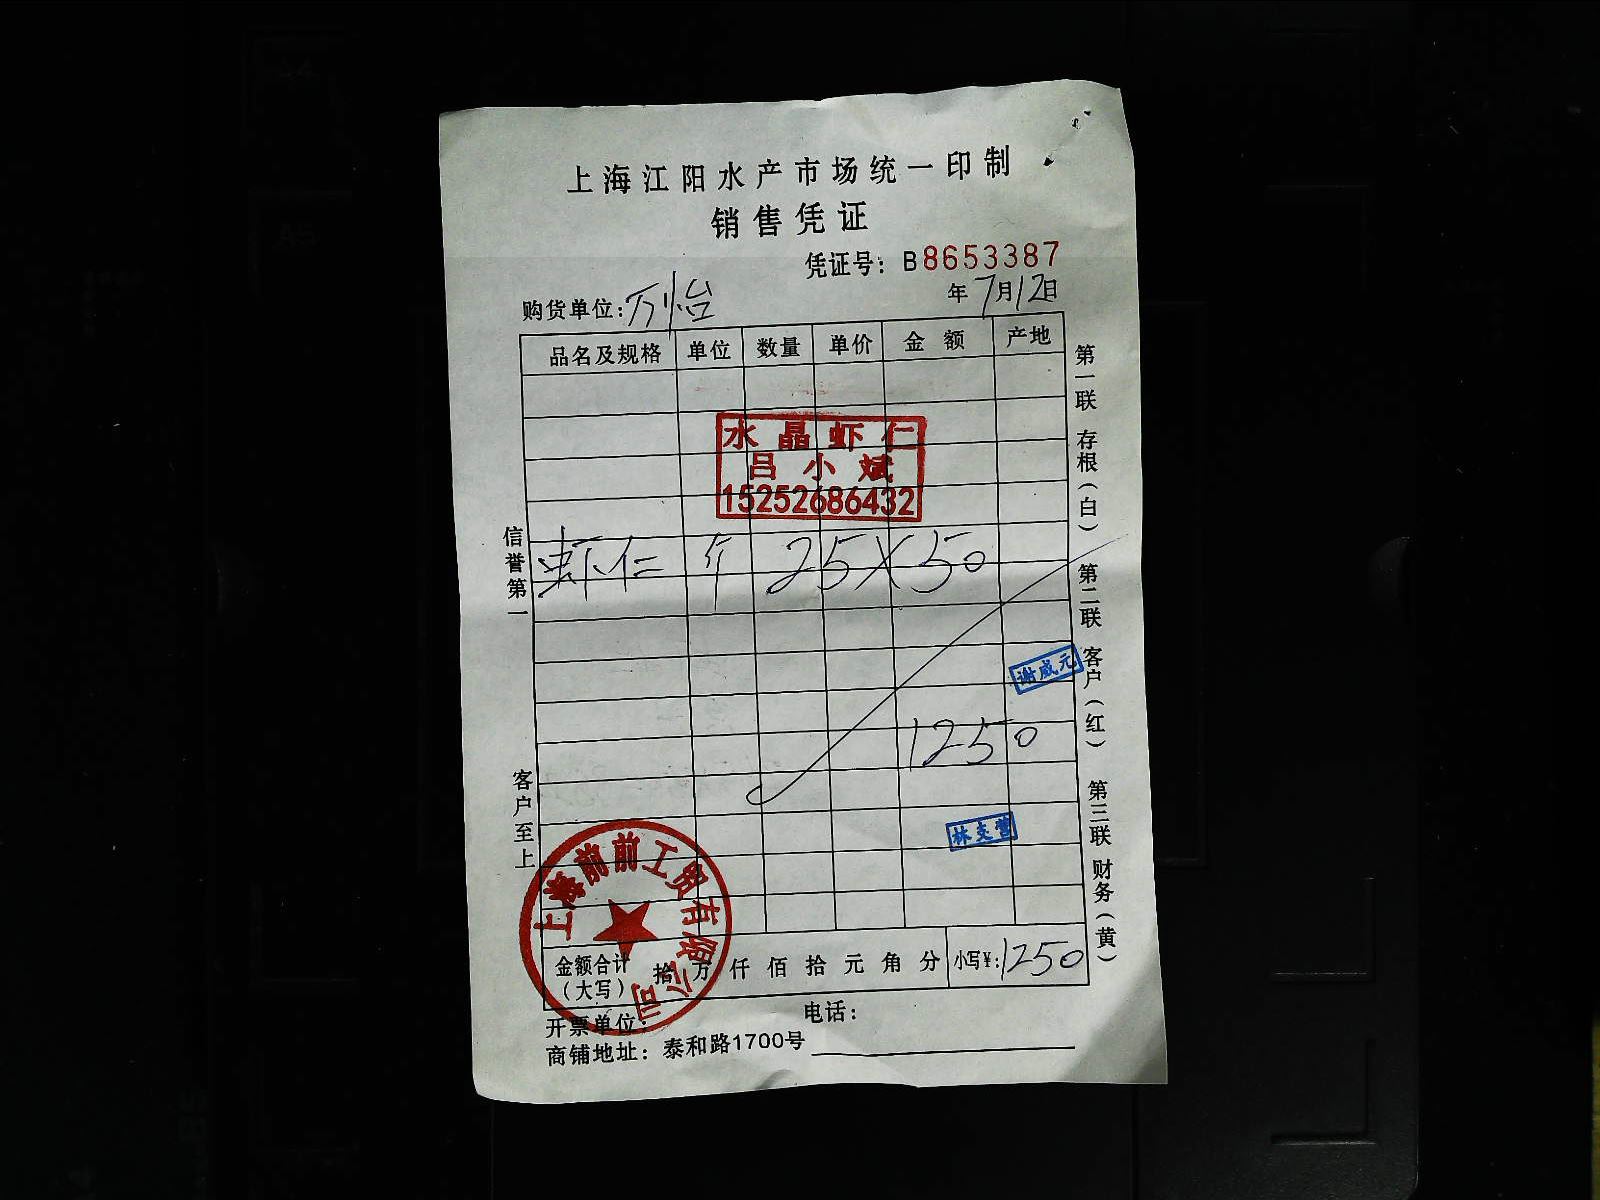 上海江阳水产市场统一印制
销售凭证
凭证号：B8653387
购货单位：万怡 年7月12日
品名及规格 单位 数量 单价 金额 产地
水晶虾仁
吕小斌
15252686432
虾仁 斤 25×50
谢咸元
1250
林支营
金额合计（大写） 拾 万 仟 佰 拾 元 角 分 小写¥：1250
开票单位： 电话：
商铺地址：泰和路1700号
信誉第一 客户至上
第一联 存根（白） 第二联 客户（红） 第三联 财务（黄）
上海前前工贸有限公司